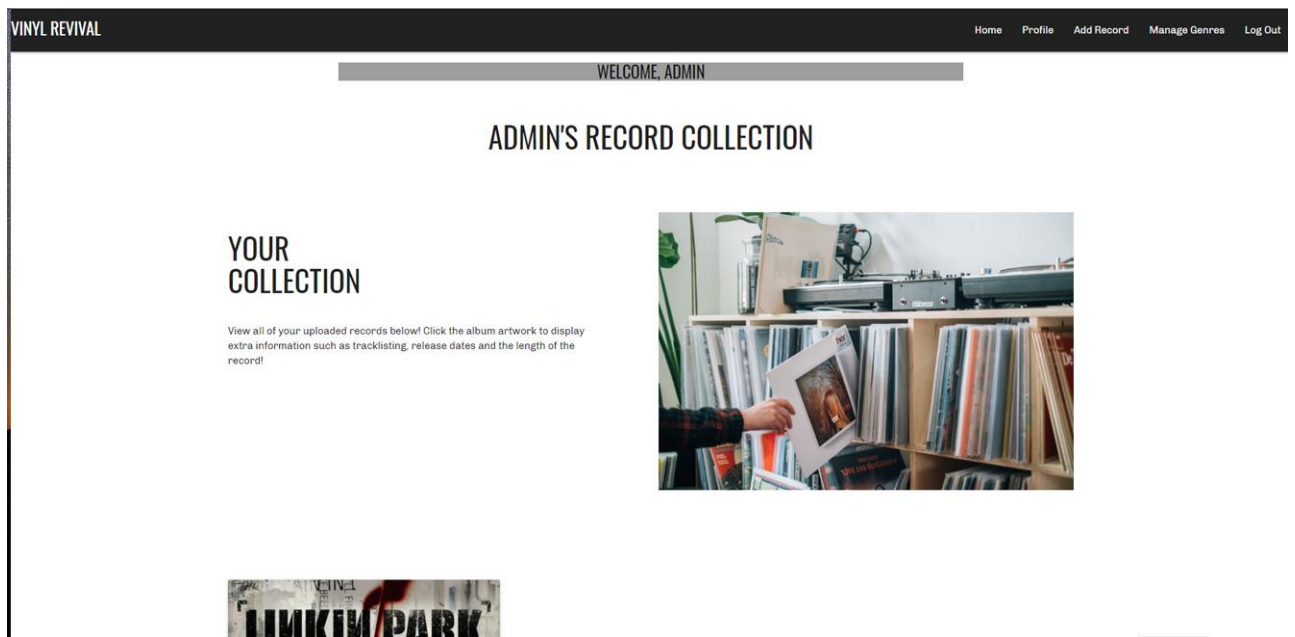 VINYL REVIVAL
Home Profile Add Record Manage Genres Log Out
WELCOME, ADMIN
ADMIN'S RECORD COLLECTION
YOUR
COLLECTION
View all of your uploaded records below! Click the album artwork to display
extra information such as tracklisting, release dates and the length of the
record!
LINKIN PARK